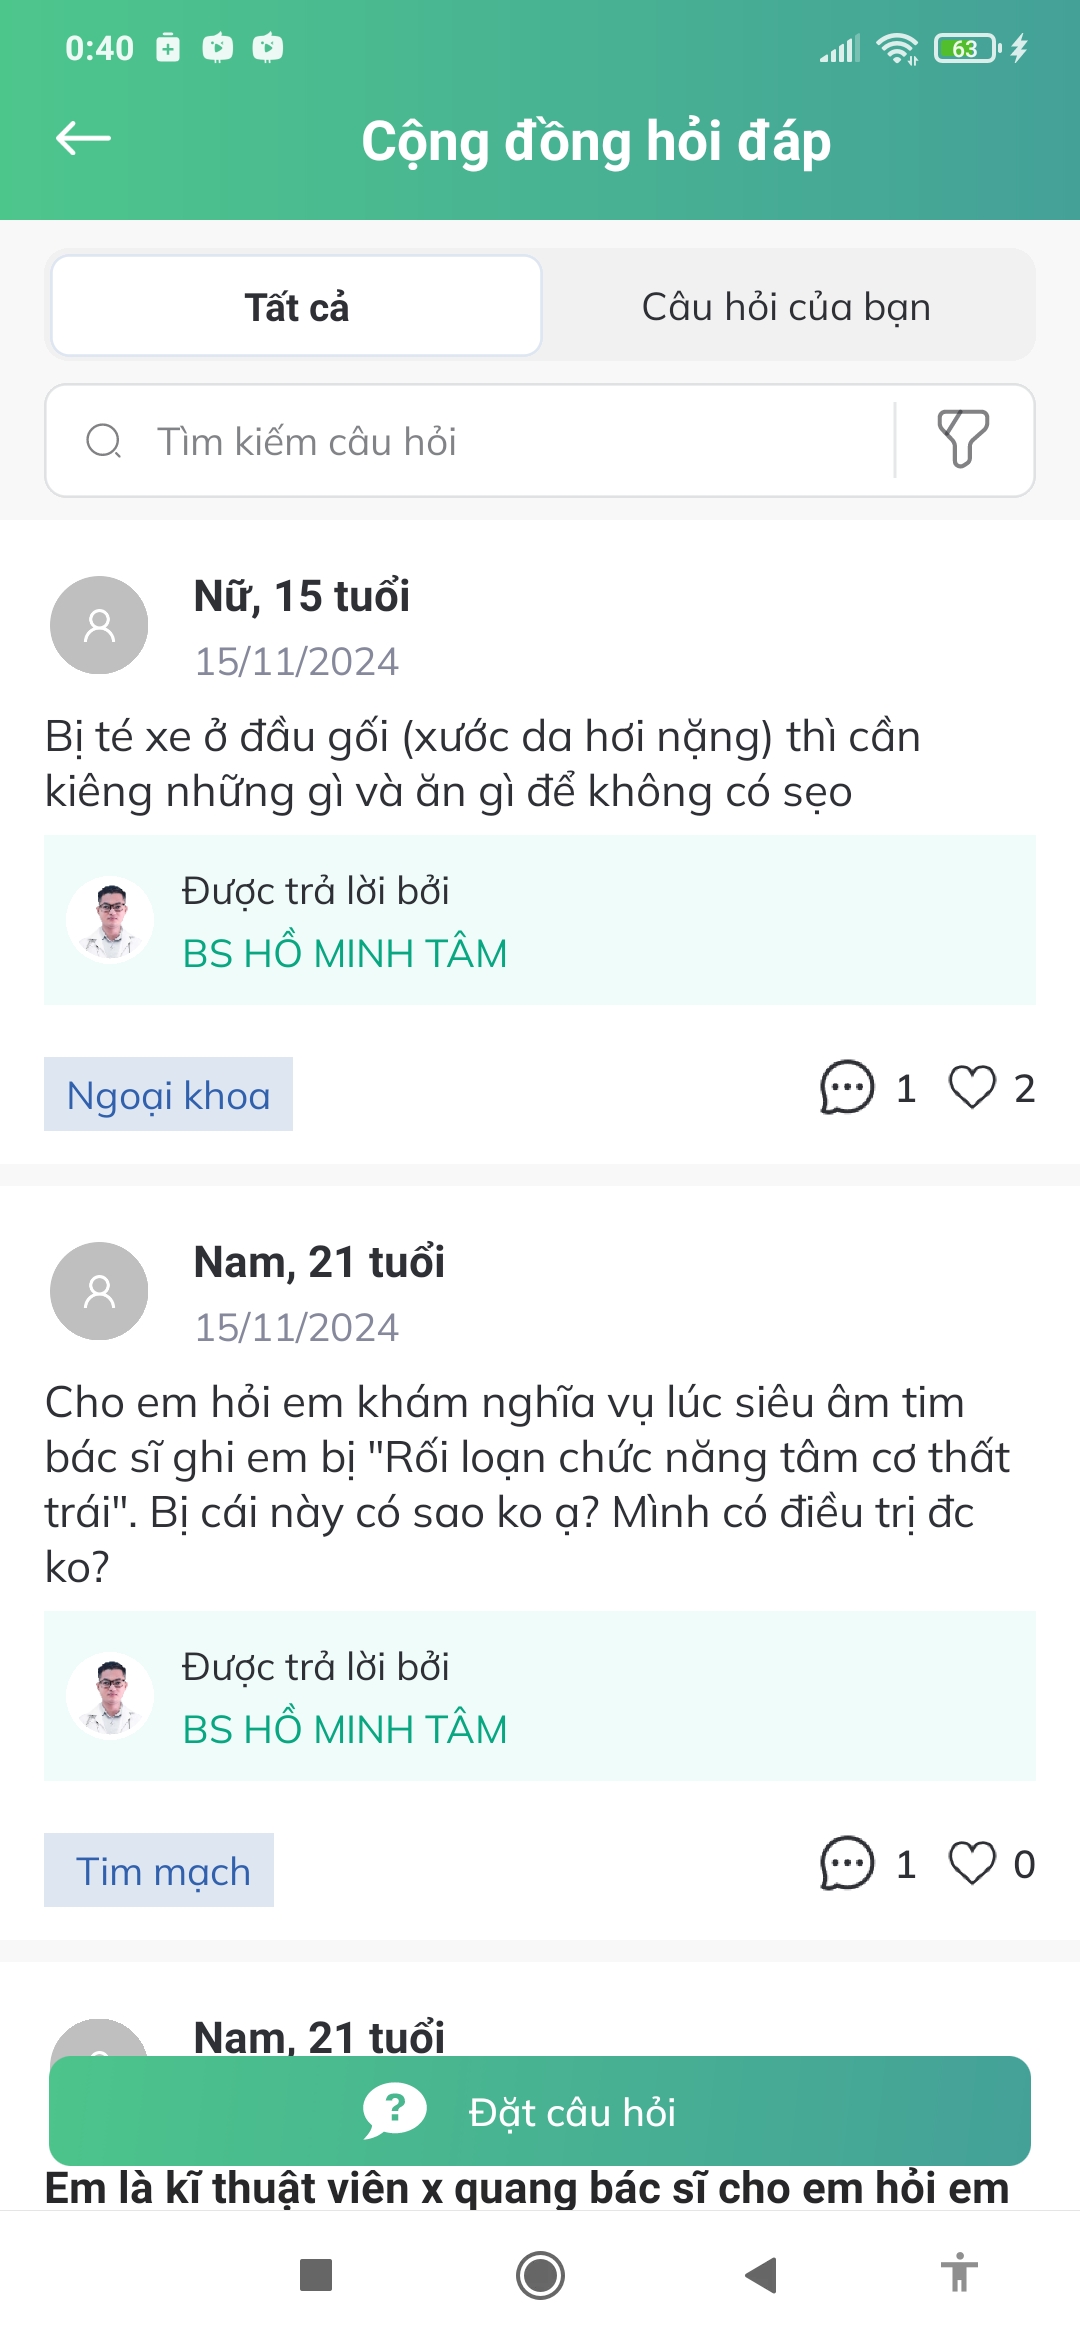 0:40
63
Cộng đồng hỏi đáp
Tất cả
Câu hỏi của bạn
Tìm kiếm câu hỏi
Nữ, 15 tuổi
15/11/2024
Bị té xe ở đầu gối (xước da hơi nặng) thì cần
kiêng những gì và ăn gì để không có sẹo
Được trả lời bởi
BS HỒ MINH TÂM
Ngoại khoa
1
2
Nam, 21 tuổi
15/11/2024
Cho em hỏi em khám nghĩa vụ lúc siêu âm tim
bác sĩ ghi em bị "Rối loạn chức năng tâm cơ thất
trái". Bị cái này có sao ko ạ? Mình có điều trị đc
ko?
Được trả lời bởi
BS HỒ MINH TÂM
Tim mạch
1
0
Nam, 21 tuổi
Đặt câu hỏi
Em là kĩ thuật viên x quang bác sĩ cho em hỏi em